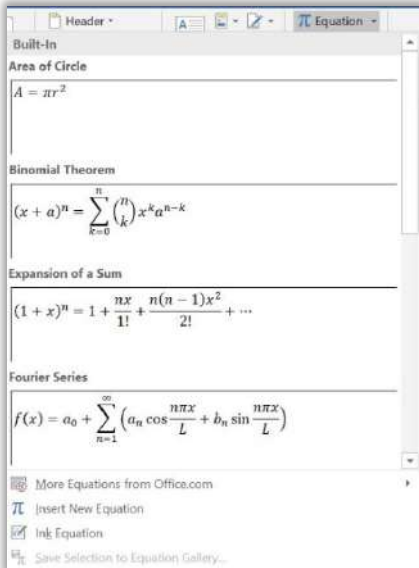 Header
A
π Equation
Built-In
Area of Circle
A = πr²
Binomial Theorem
(x + a)ⁿ = ∑ₖ₌₀ⁿ (n k) xᵏaⁿ⁻ᵏ
Expansion of a Sum
(1 + x)ⁿ = 1 + nx/1! + n(n − 1)x²/2! + ⋯
Fourier Series
f(x) = a₀ + ∑ₙ₌₁^∞ (aₙ cos nπx/L + bₙ sin nπx/L)
More Equations from Office.com
π Insert New Equation
Ink Equation
Save Selection to Equation Gallery...